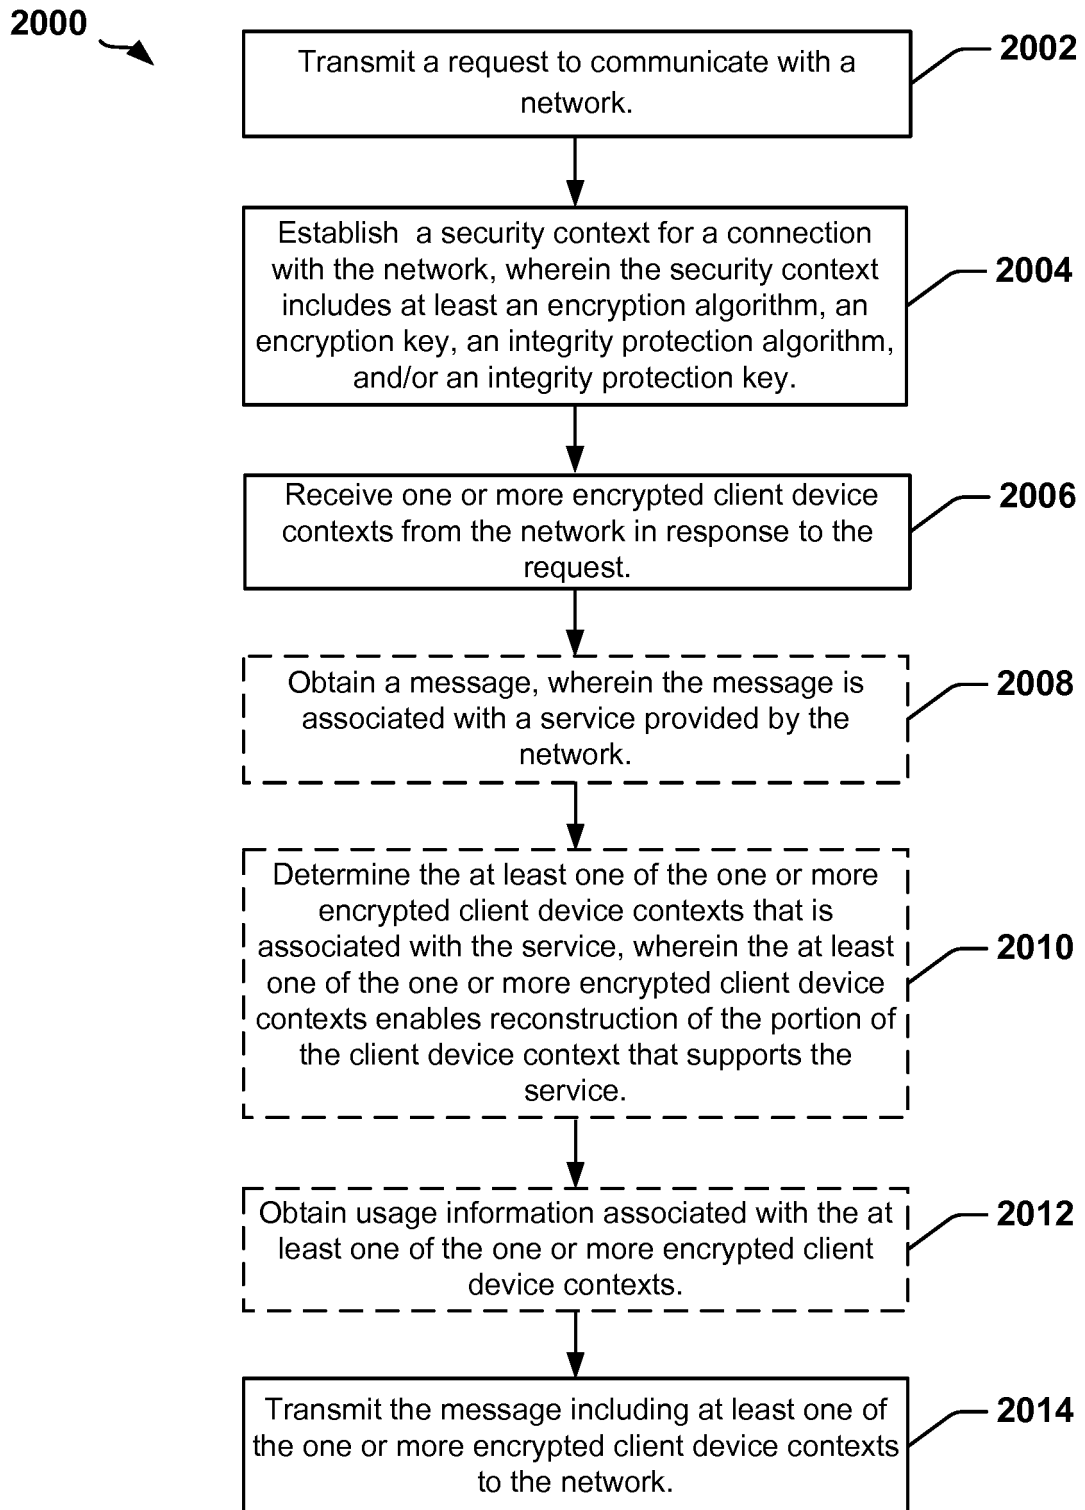 2000
Transmit a request to communicate with a
network.
2002
Establish a security context for a connection
with the network, wherein the security context
includes at least an encryption algorithm, an
encryption key, an integrity protection algorithm,
and/or an integrity protection key.
2004
Receive one or more encrypted client device
contexts from the network in response to the
request.
2006
Obtain a message, wherein the message is
associated with a service provided by the
network.
2008
Determine the at least one of the one or more
encrypted client device contexts that is
associated with the service, wherein the at least
one of the one or more encrypted client device
contexts enables reconstruction of the portion of
the client device context that supports the
service.
2010
Obtain usage information associated with the at
least one of the one or more encrypted client
device contexts.
2012
Transmit the message including at least one of
the one or more encrypted client device contexts
to the network.
2014